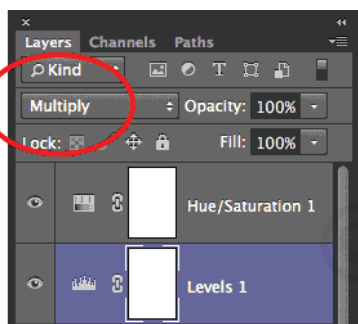 Layers Channels Paths
Kind
Multiply Opacity: 100%
Lock: Fill: 100%
Hue/Saturation 1
Levels 1